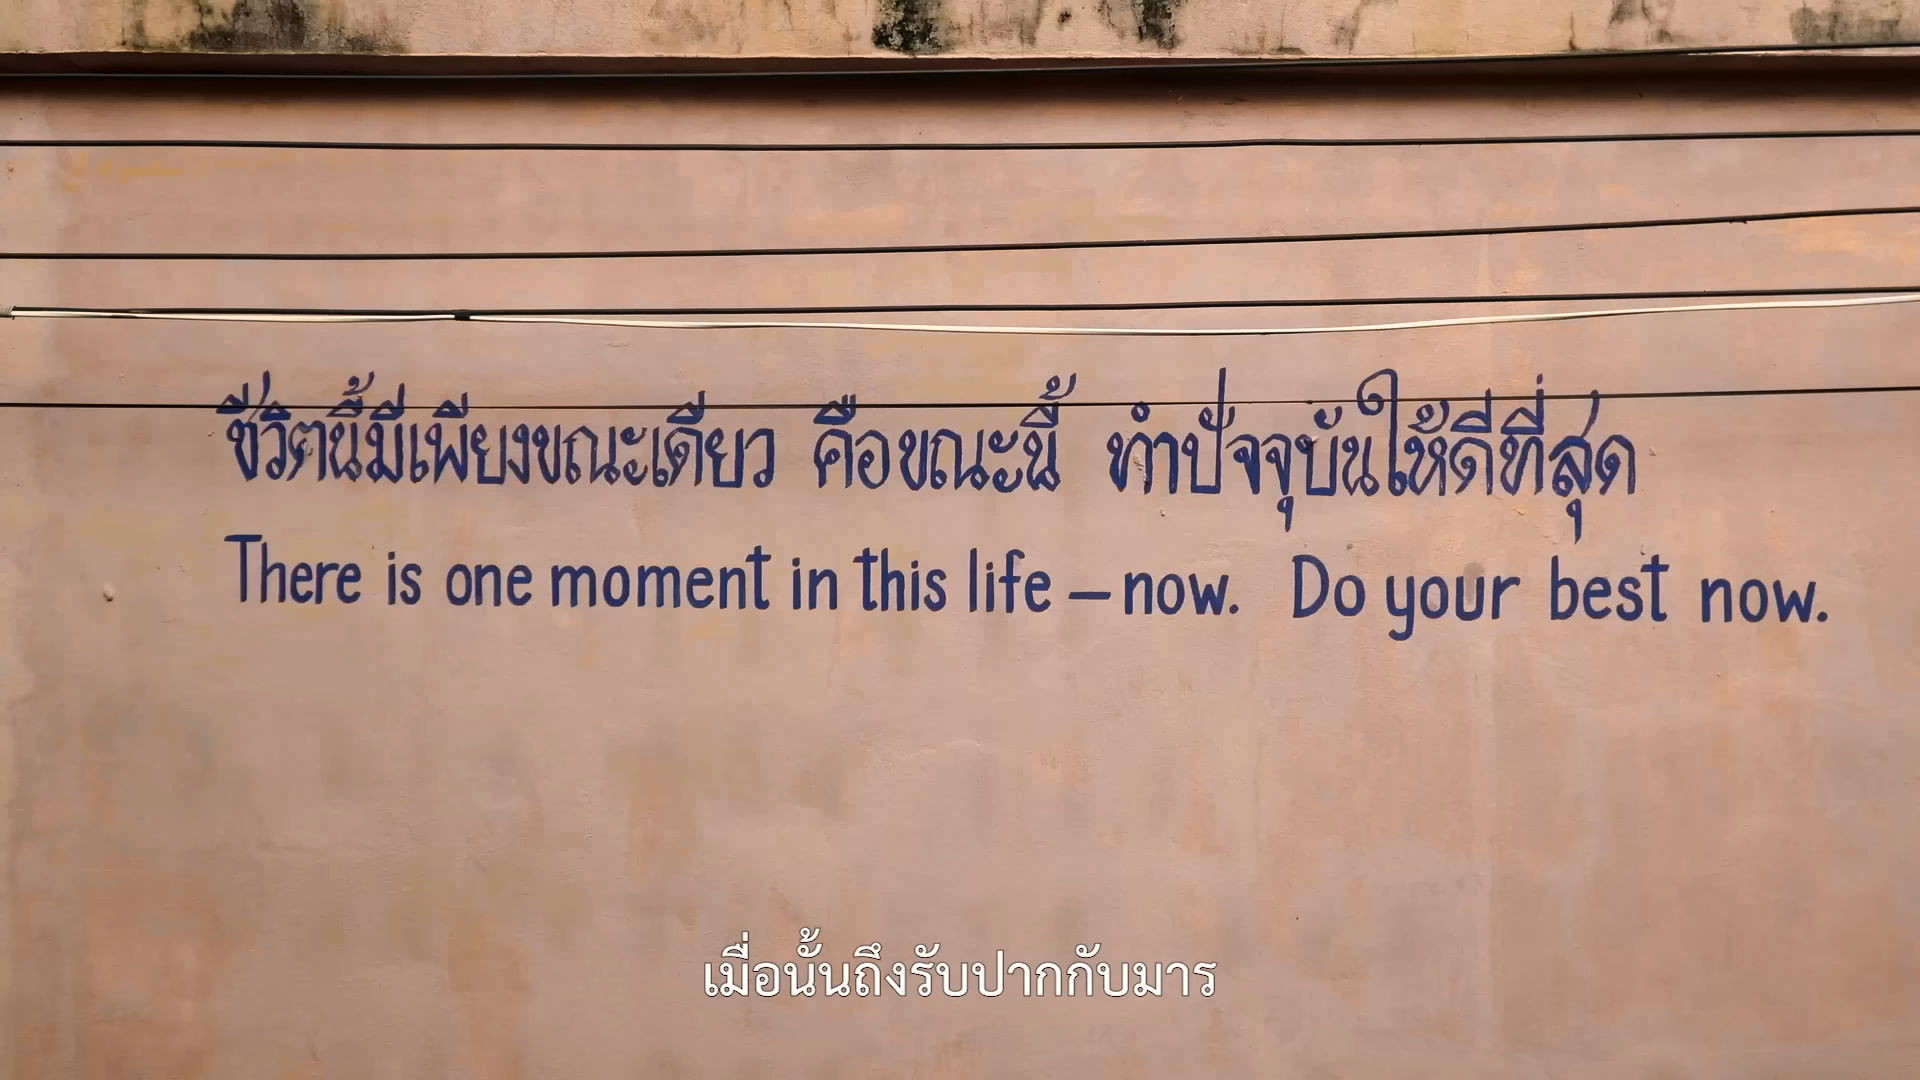 ชีวิตนี้มีเพียงขณะเดียว คือขณะนี้ ทำปัจจุบันให้ดีที่สุด
There is one moment in this life – now. Do your best now.
เมื่อนั้นถึงรับปากกับมาร